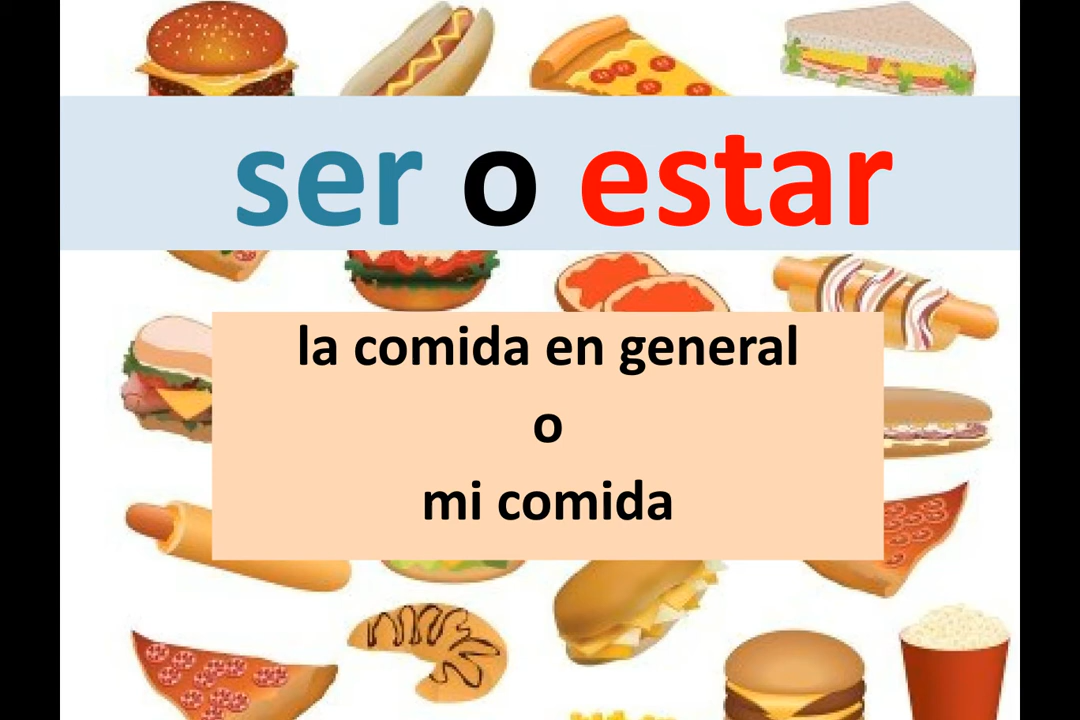 ser o estar
la comida en general
o
mi comida